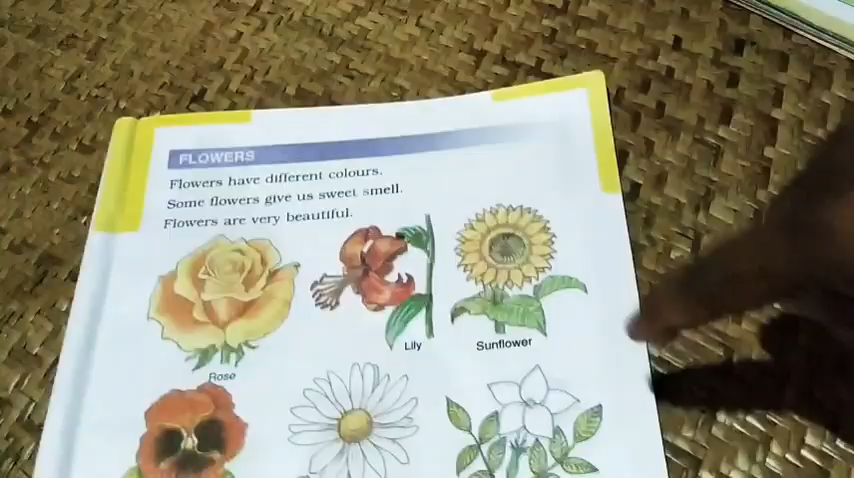 FLOWERS
Flowers have different colours.
Some flowers give us sweet smell.
Flowers are very beautiful.
Lily
Sunflower
Rose